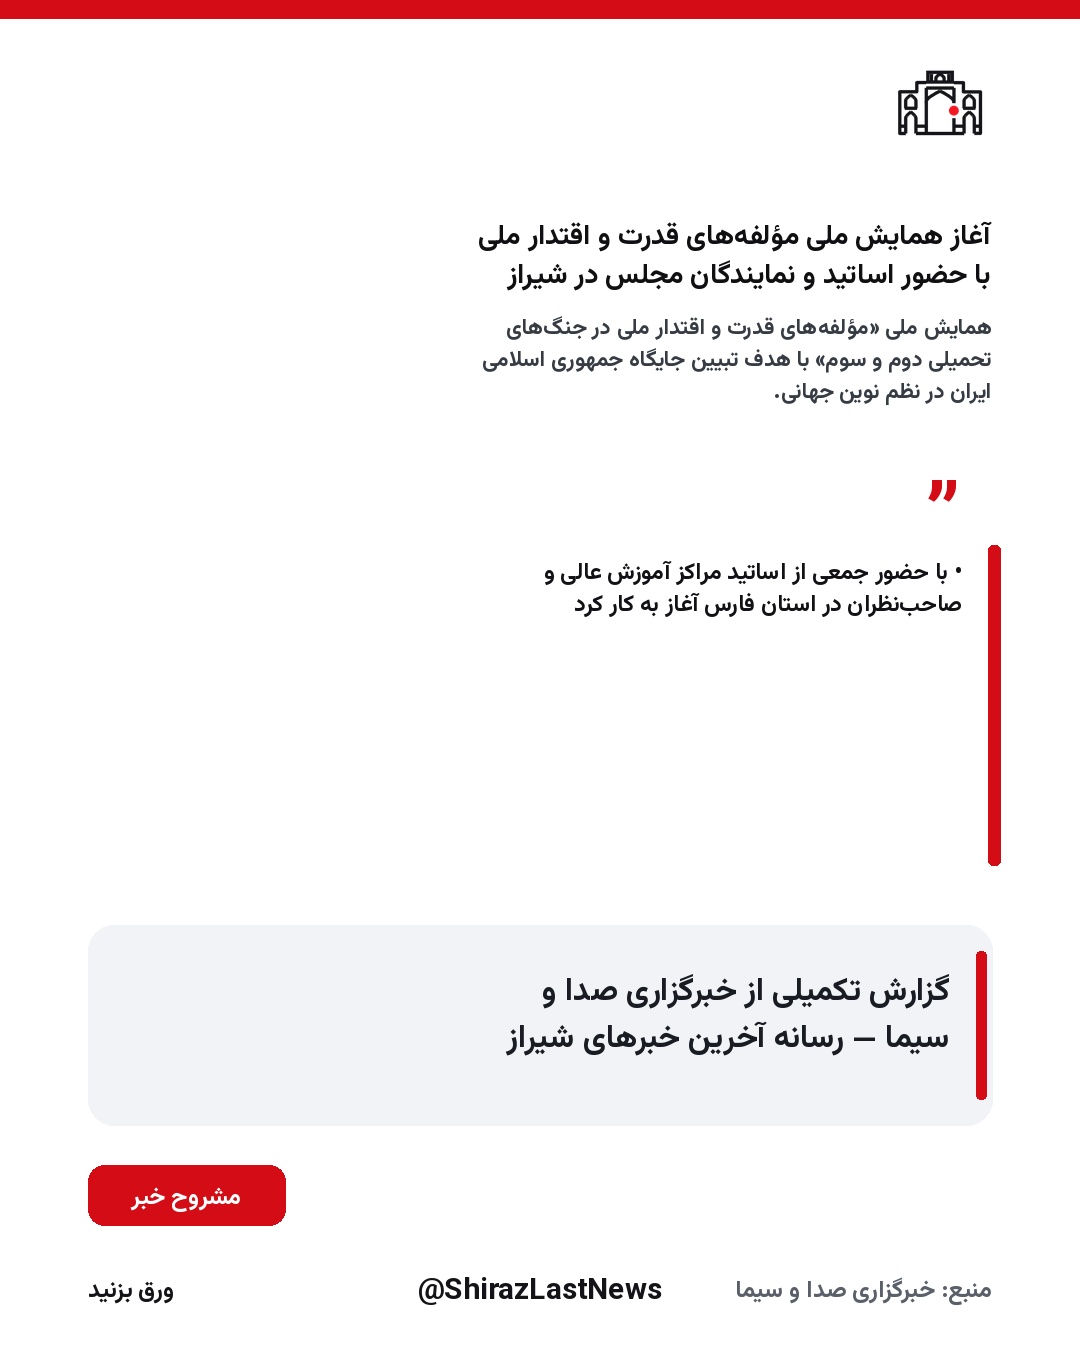 آغاز همایش ملی مؤلفه‌های قدرت و اقتدار ملی
با حضور اساتید و نمایندگان مجلس در شیراز
همایش ملی «مؤلفه‌های قدرت و اقتدار ملی در جنگ‌های
تحمیلی دوم و سوم» با هدف تبیین جایگاه جمهوری اسلامی
ایران در نظم نوین جهانی.
”
• با حضور جمعی از اساتید مراکز آموزش عالی و
صاحب‌نظران در استان فارس آغاز به کار کرد
گزارش تکمیلی از خبرگزاری صدا و
سیما – رسانه آخرین خبرهای شیراز
مشروح خبر
منبع: خبرگزاری صدا و سیما
@ShirazLastNews
ورق بزنید